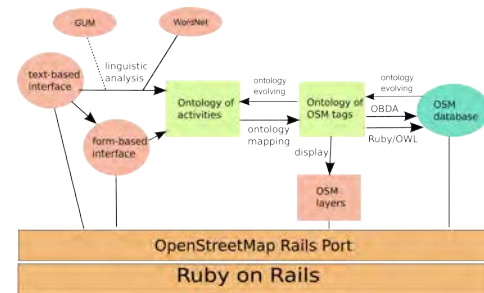 GUM
WordNet
text-based
interface
linguistic
analysis
form-based
interface
Ontology of
activities
ontology
evolving
ontology
mapping
Ontology of
OSM tags
ontology
evolving
OBDA
Ruby/OWL
OSM
database
display
OSM
layers
OpenStreetMap Rails Port
Ruby on Rails